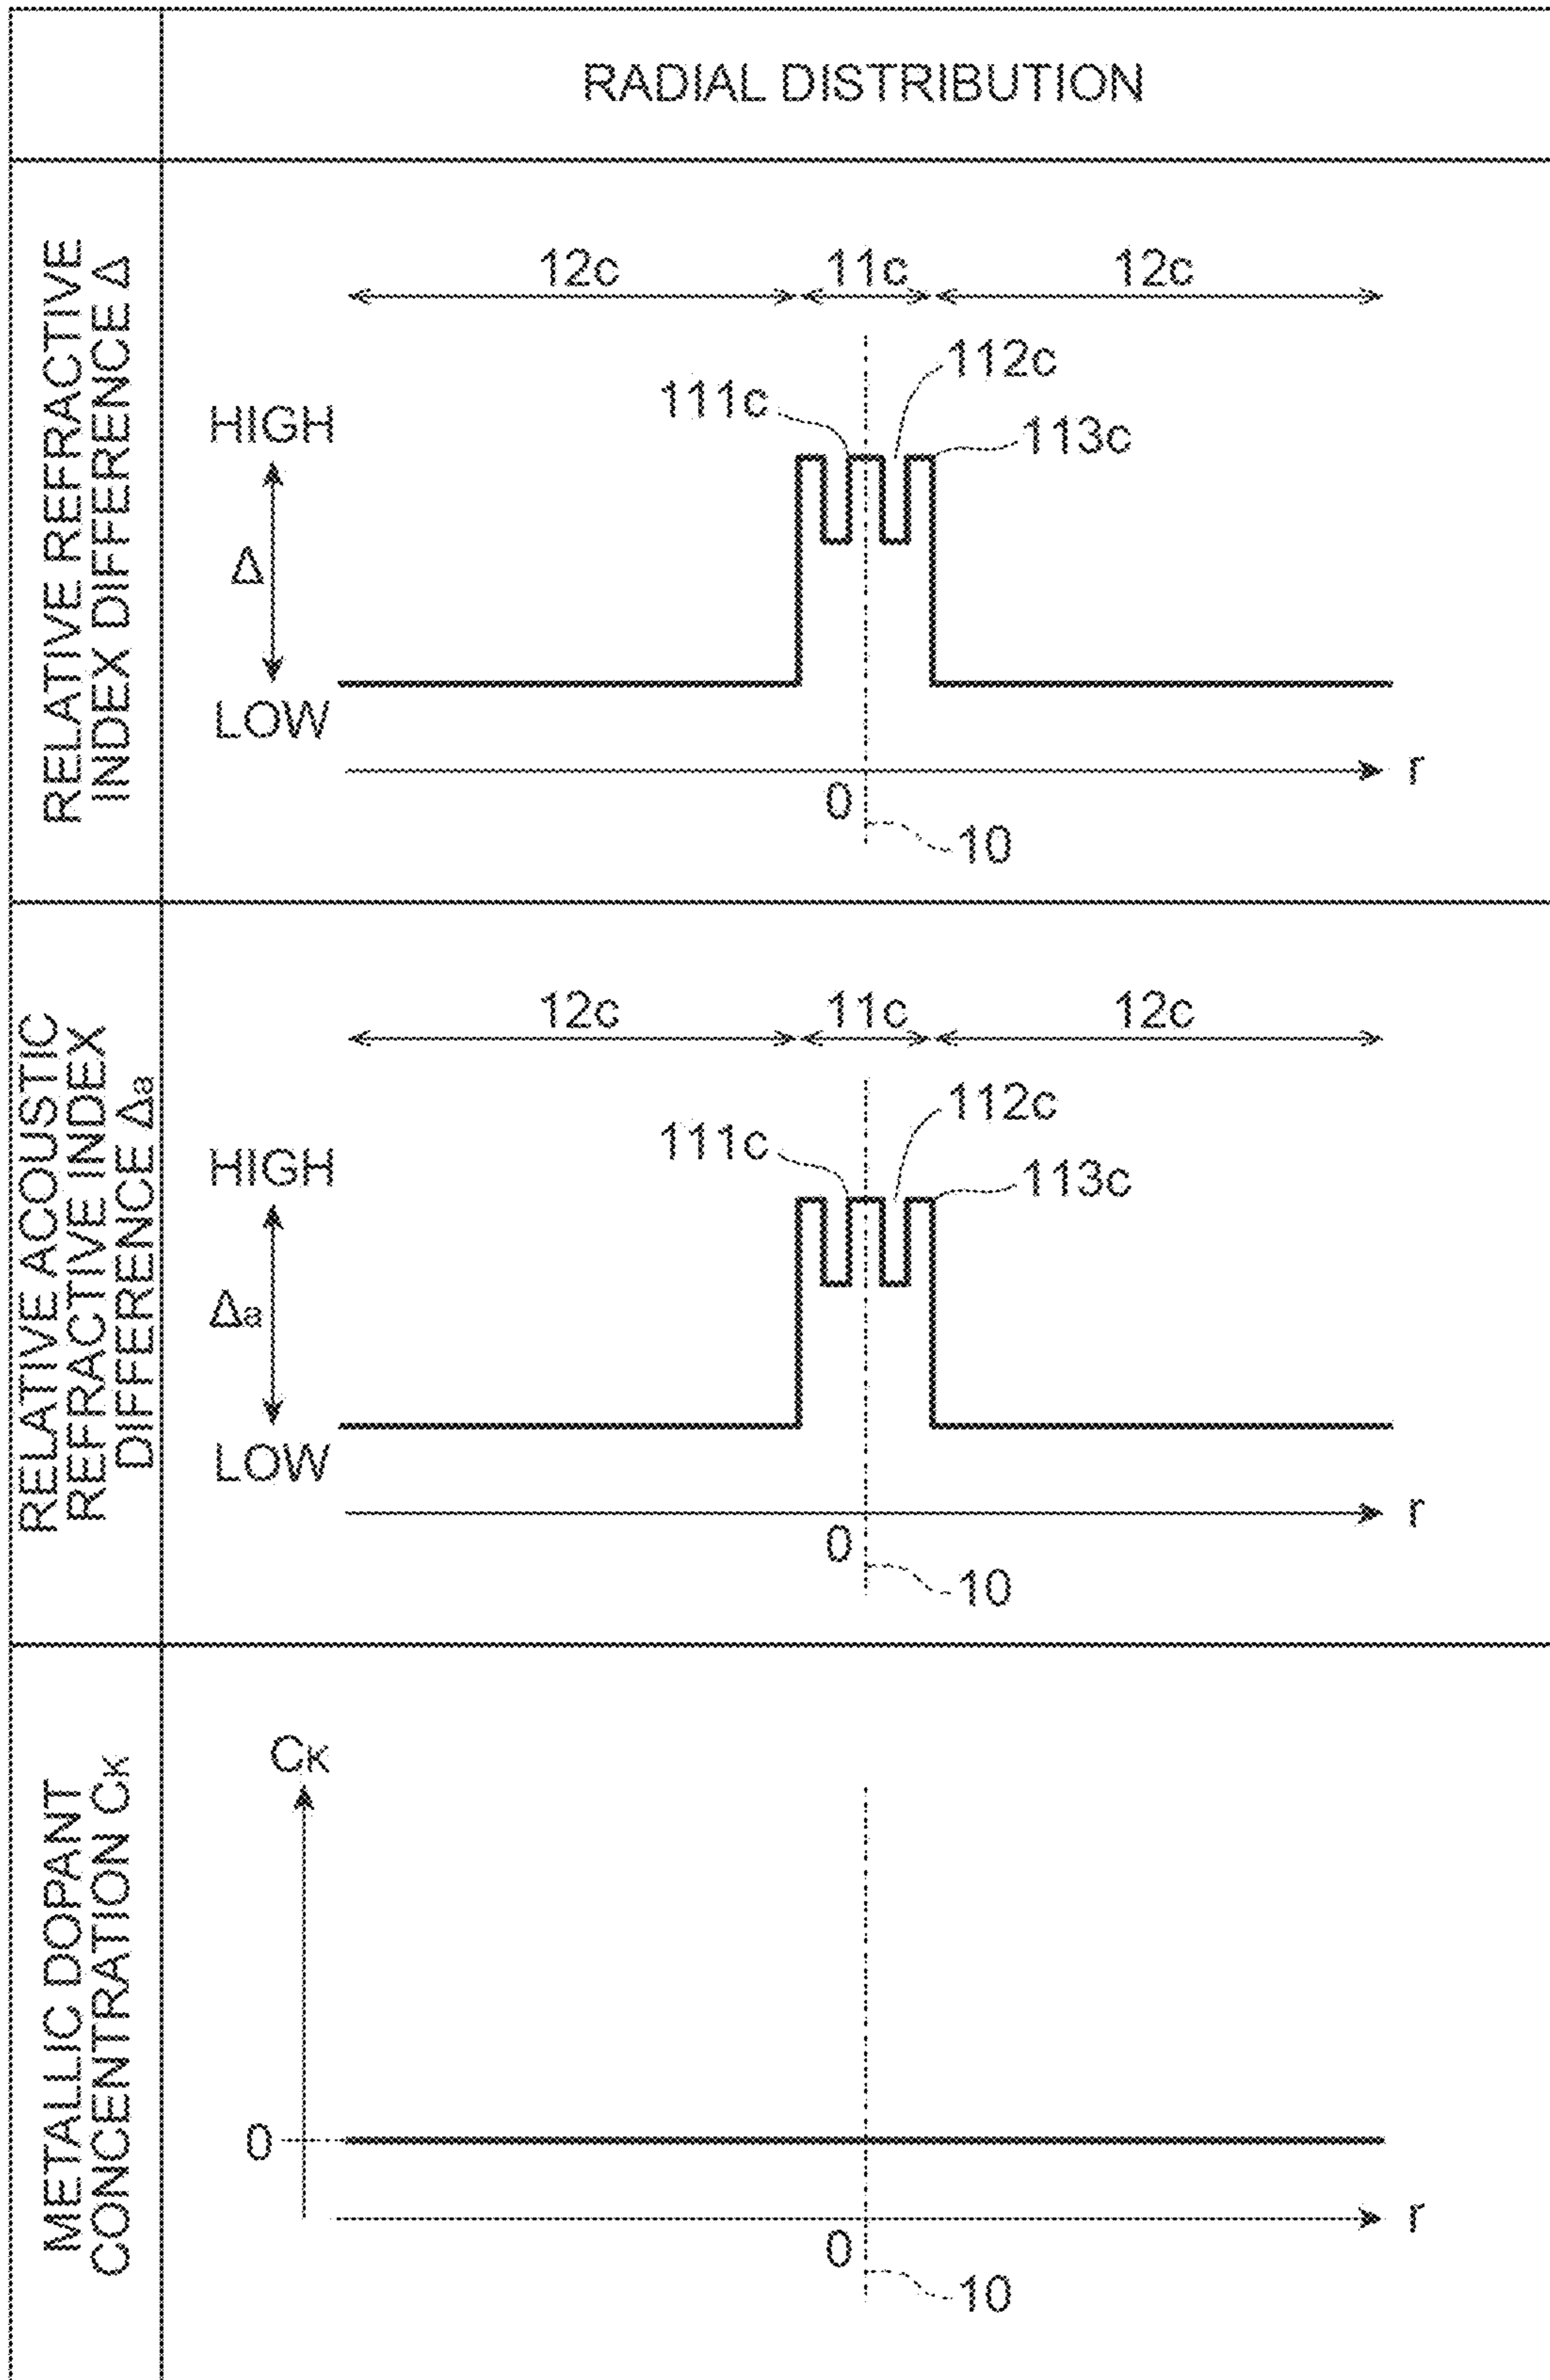 RADIAL DISTRIBUTION
RELATIVE REFRACTIVE
INDEX DIFFERENCE Δ
12c 11c 12c
112c
111c
HIGH
113c
Δ
LOW
r
0
10
RELATIVE ACOUSTIC
REFRACTIVE INDEX
DIFFERENCE Δa
12c 11c 12c
112c
111c
HIGH
113c
Δa
LOW
r
0
10
METALLIC DOPANT
CONCENTRATION CK
CK
0
r
0
10